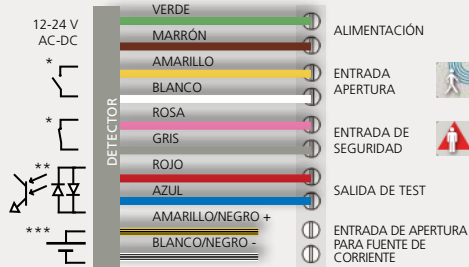 12-24 V
AC-DC
*
*
**
***
DETECTOR
VERDE
MARRÓN
AMARILLO
BLANCO
ROSA
GRIS
ROJO
AZUL
AMARILLO/NEGRO +
BLANCO/NEGRO -
ALIMENTACIÓN
ENTRADA
APERTURA
ENTRADA DE
SEGURIDAD
SALIDA DE TEST
ENTRADA DE APERTURA
PARA FUENTE DE
CORRIENTE